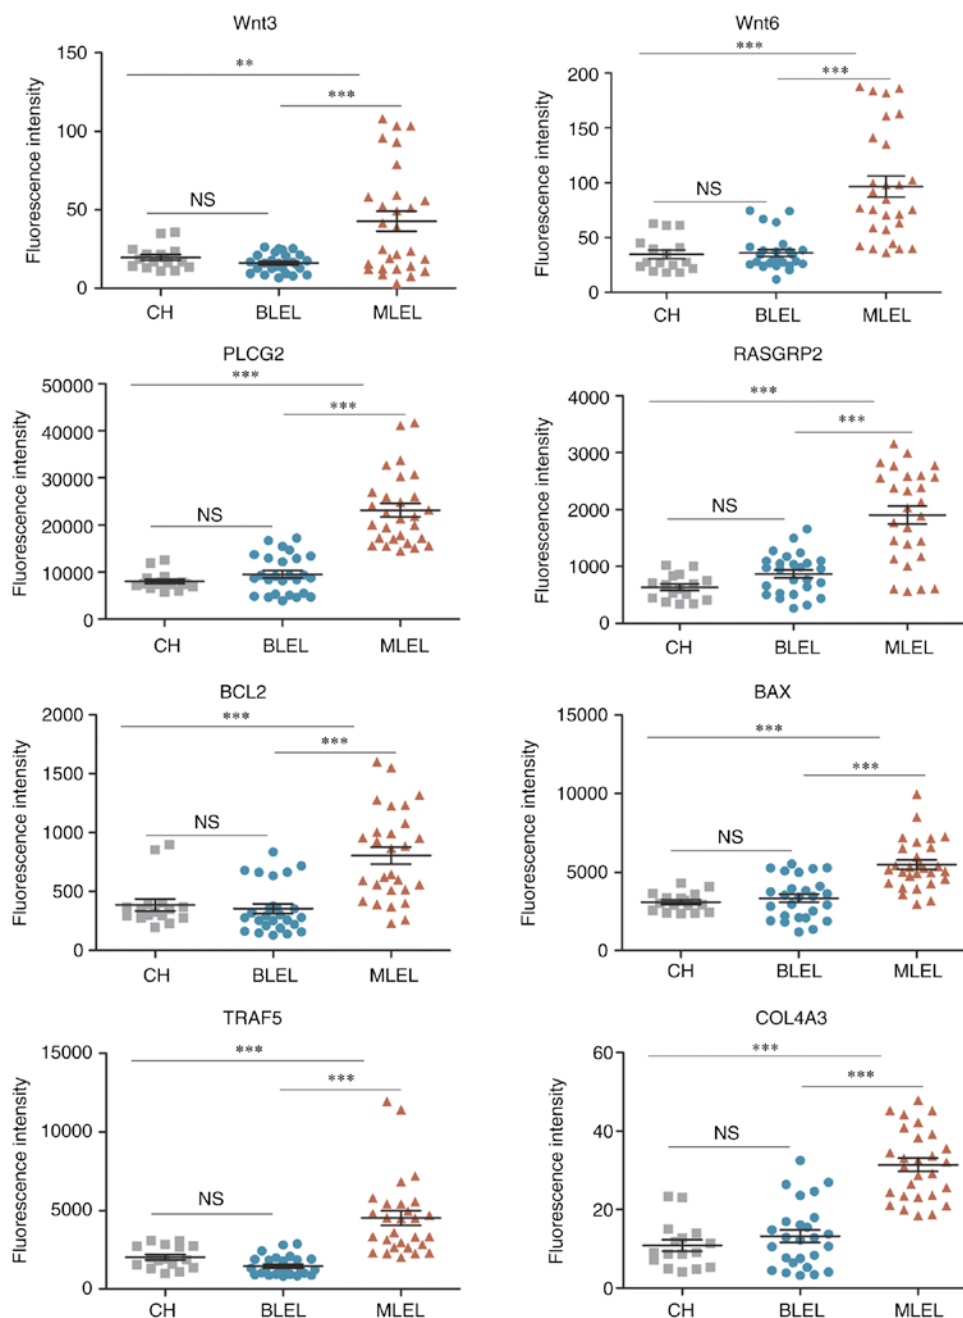 Wnt3
Fluorescence intensity
150
100
50
0
**
***
NS
CH BLEL MLEL
Wnt6
Fluorescence intensity
200
150
100
50
0
***
***
NS
CH BLEL MLEL
PLCG2
Fluorescence intensity
50000
40000
30000
20000
10000
0
***
***
NS
CH BLEL MLEL
RASGRP2
Fluorescence intensity
4000
3000
2000
1000
0
***
***
NS
CH BLEL MLEL
BCL2
Fluorescence intensity
2000
1500
1000
500
0
***
***
NS
CH BLEL MLEL
BAX
Fluorescence intensity
15000
10000
5000
0
***
***
NS
CH BLEL MLEL
TRAF5
Fluorescence intensity
15000
10000
5000
0
***
***
NS
CH BLEL MLEL
COL4A3
Fluorescence intensity
60
40
20
0
***
***
NS
CH BLEL MLEL